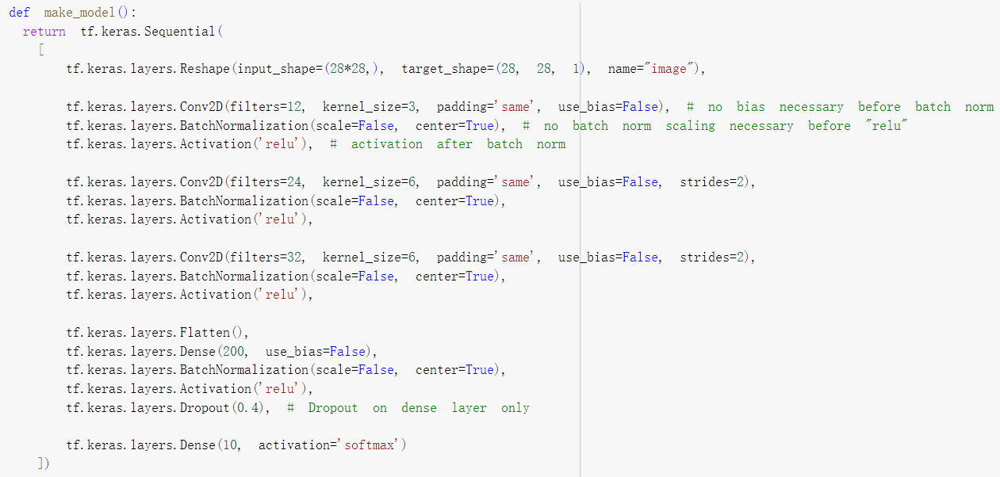 def make_model():
return tf.keras.Sequential(
[
tf.keras.layers.Reshape(input_shape=(28*28,), target_shape=(28, 28, 1), name="image"),
tf.keras.layers.Conv2D(filters=12, kernel_size=3, padding='same', use_bias=False), # no bias necessary before batch norm
tf.keras.layers.BatchNormalization(scale=False, center=True), # no batch norm scaling necessary before "relu"
tf.keras.layers.Activation('relu'), # activation after batch norm
tf.keras.layers.Conv2D(filters=24, kernel_size=6, padding='same', use_bias=False, strides=2),
tf.keras.layers.BatchNormalization(scale=False, center=True),
tf.keras.layers.Activation('relu'),
tf.keras.layers.Conv2D(filters=32, kernel_size=6, padding='same', use_bias=False, strides=2),
tf.keras.layers.BatchNormalization(scale=False, center=True),
tf.keras.layers.Activation('relu'),
tf.keras.layers.Flatten(),
tf.keras.layers.Dense(200, use_bias=False),
tf.keras.layers.BatchNormalization(scale=False, center=True),
tf.keras.layers.Activation('relu'),
tf.keras.layers.Dropout(0.4), # Dropout on dense layer only
tf.keras.layers.Dense(10, activation='softmax')
])